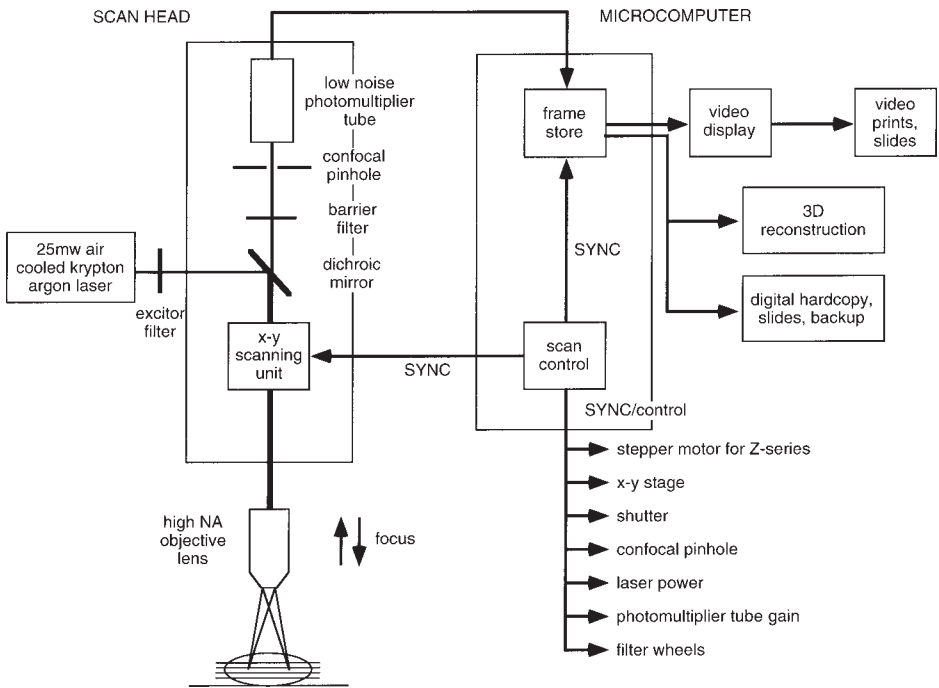 SCAN HEAD
MICROCOMPUTER
low noise
photomultiplier
tube
confocal
pinhole
barrier
filter
dichroic
mirror
25mw air
cooled krypton
argon laser
excitor
filter
x-y
scanning
unit
SYNC
high NA
objective
lens
focus
frame
store
video
display
video
prints,
slides
3D
reconstruction
digital hardcopy,
slides, backup
SYNC
scan
control
SYNC/control
stepper motor for Z-series
x-y stage
shutter
confocal pinhole
laser power
photomultiplier tube gain
filter wheels